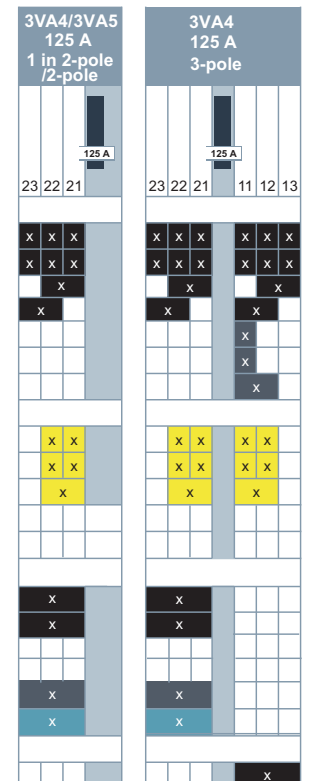 3VA4/3VA5 3VA4
125 A 125 A
1 in 2-pole 3-pole
/2-pole
125 A 125 A
23 22 21 23 22 21 11 12 13
x x x x x x x x x
x x x x x x x x x
x x x
x x x
x
x
x
x x x x x x
x x x x x x
x x x
x x
x x
x x
x x
x